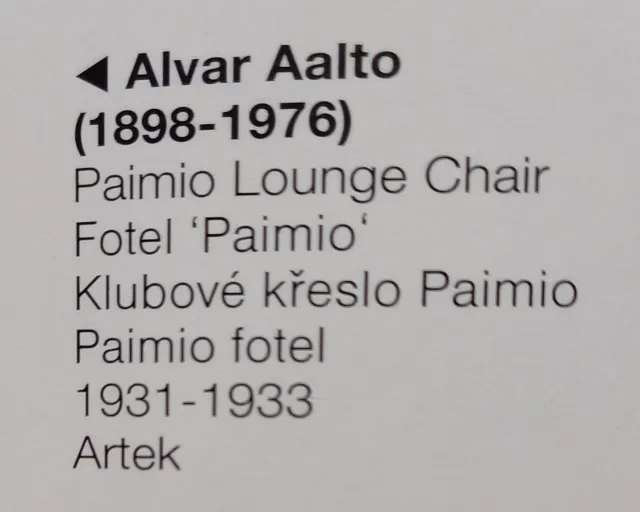 ◀ Alvar Aalto
(1898-1976)
Paimio Lounge Chair
Fotel ‘Paimio‘
Klubové křeslo Paimio
Paimio fotel
1931-1933
Artek